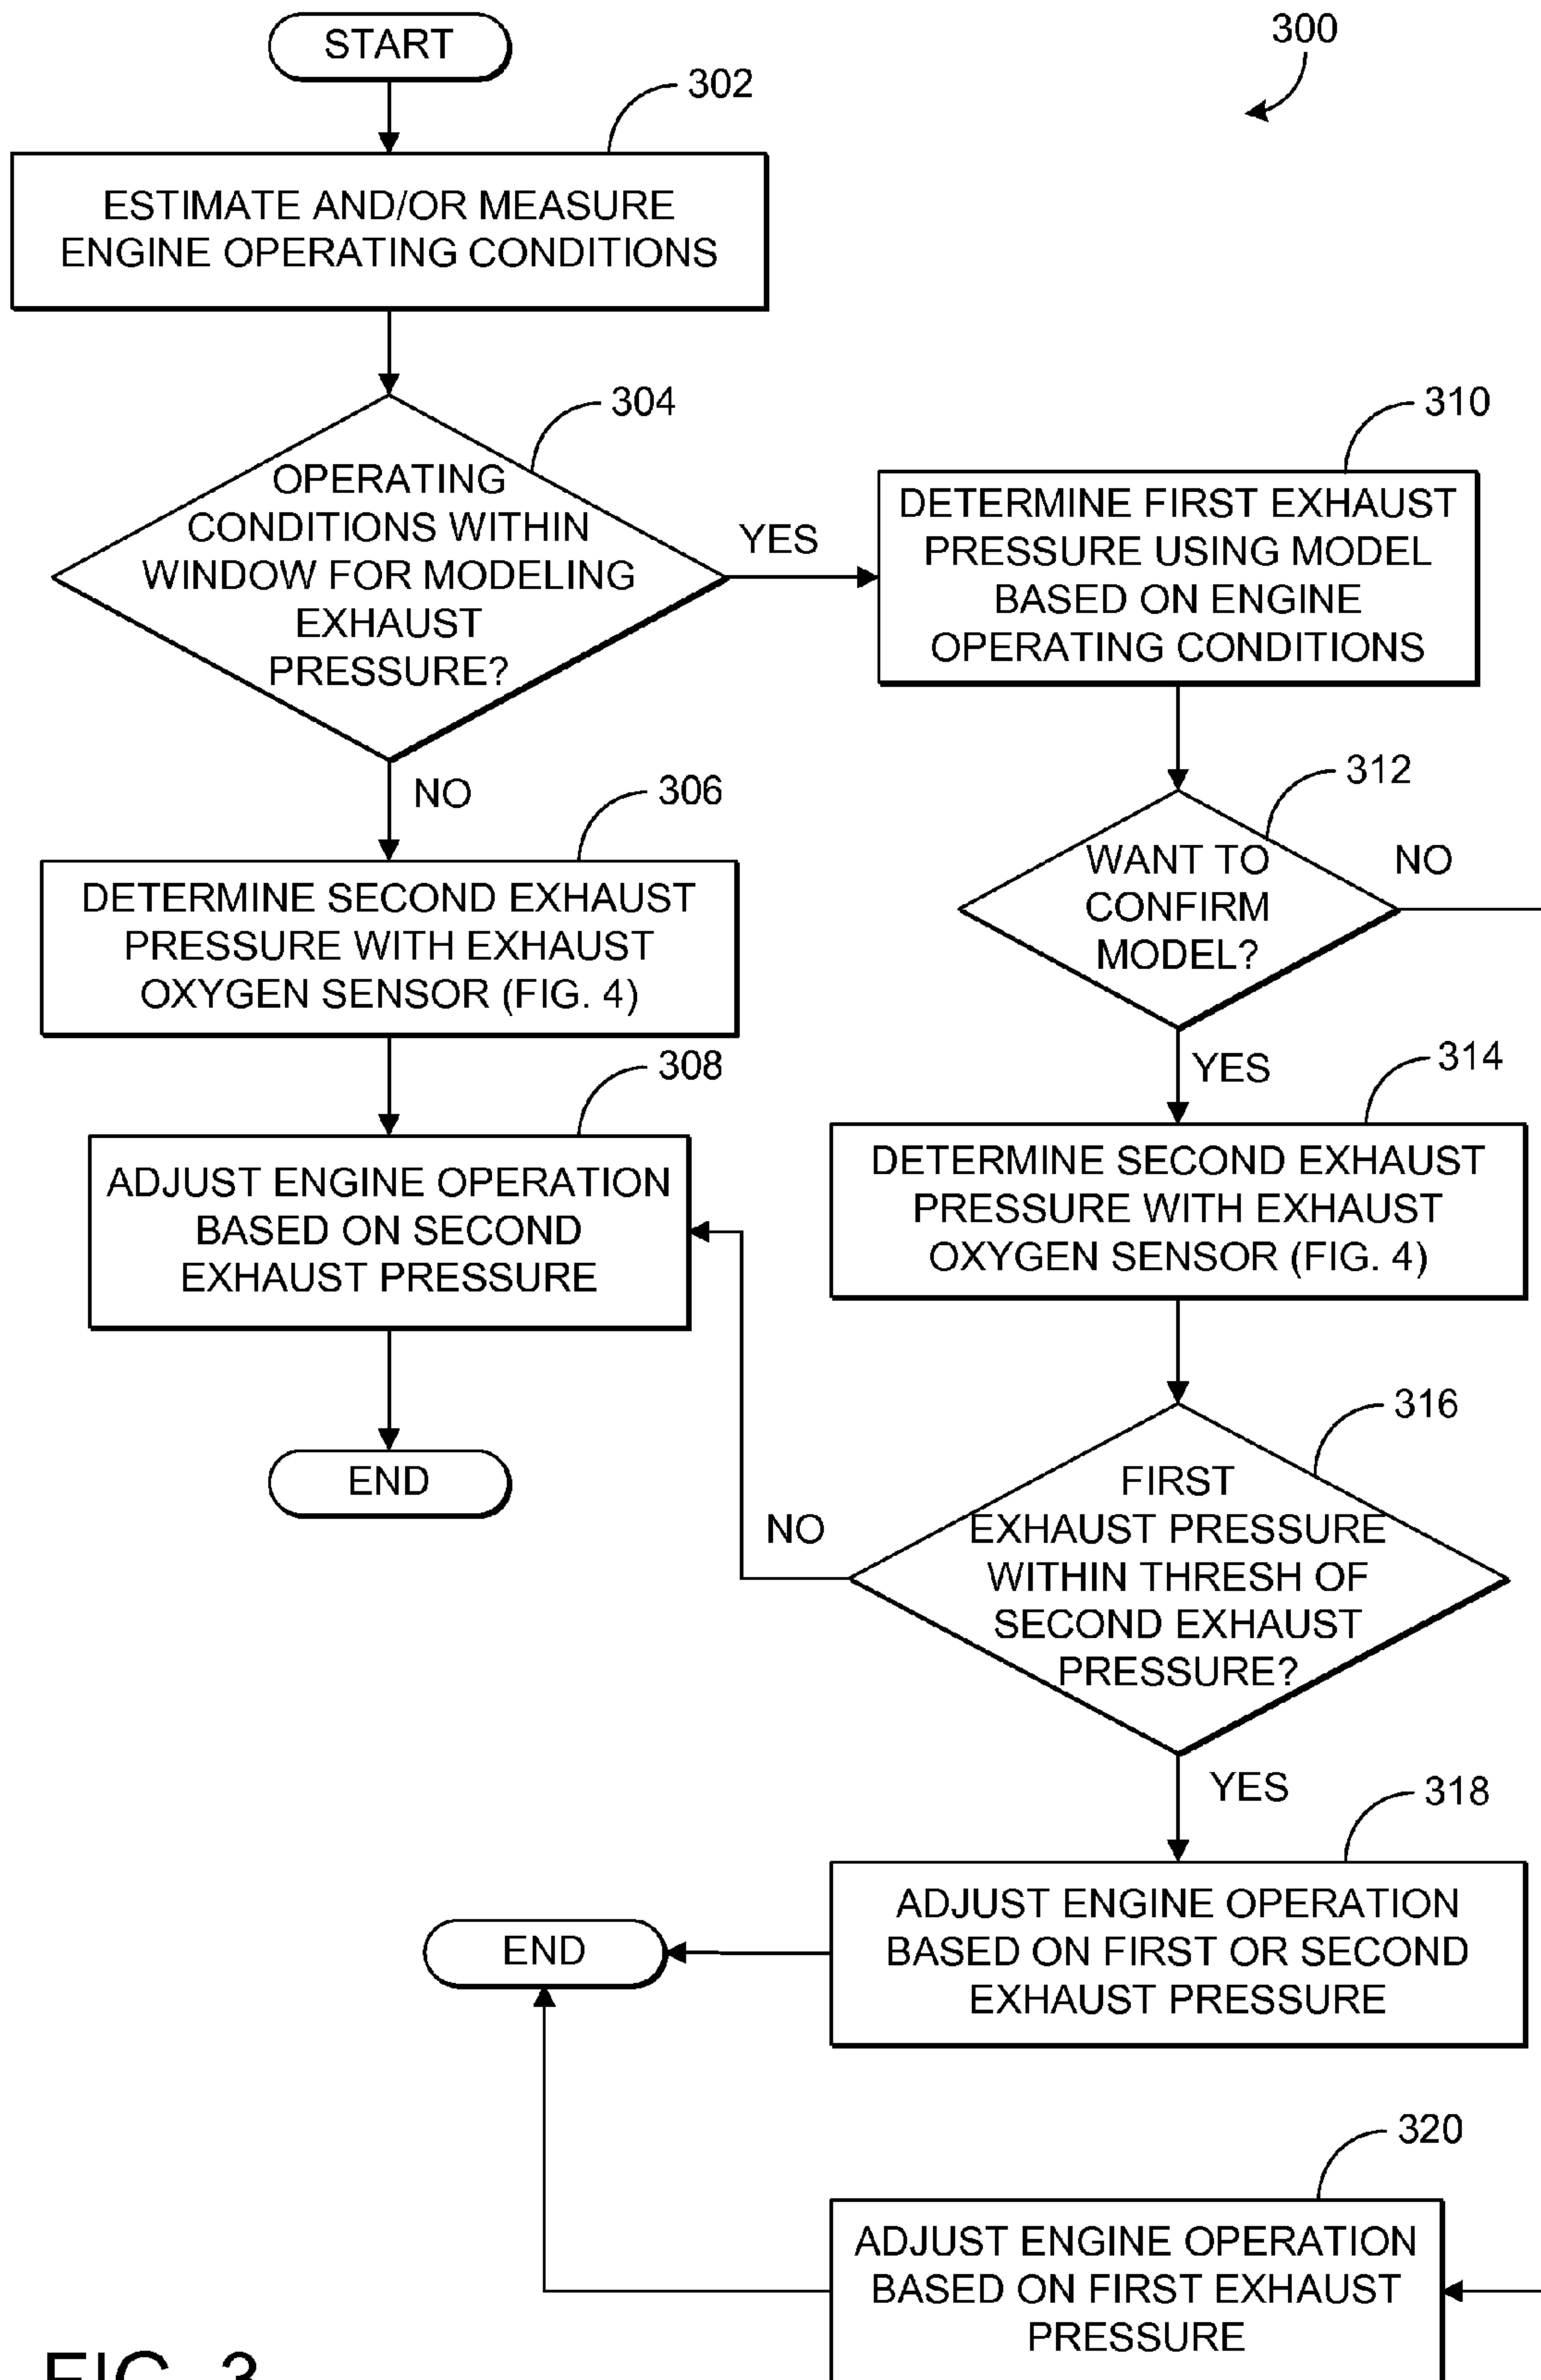 START
300
302
ESTIMATE AND/OR MEASURE
ENGINE OPERATING CONDITIONS
304
OPERATING
CONDITIONS WITHIN
WINDOW FOR MODELING
EXHAUST
PRESSURE?
YES
NO
310
DETERMINE FIRST EXHAUST
PRESSURE USING MODEL
BASED ON ENGINE
OPERATING CONDITIONS
306
DETERMINE SECOND EXHAUST
PRESSURE WITH EXHAUST
OXYGEN SENSOR (FIG. 4)
312
WANT TO
CONFIRM
MODEL?
NO
YES
308
ADJUST ENGINE OPERATION
BASED ON SECOND
EXHAUST PRESSURE
END
314
DETERMINE SECOND EXHAUST
PRESSURE WITH EXHAUST
OXYGEN SENSOR (FIG. 4)
316
FIRST
EXHAUST PRESSURE
WITHIN THRESH OF
SECOND EXHAUST
PRESSURE?
NO
YES
318
ADJUST ENGINE OPERATION
BASED ON FIRST OR SECOND
EXHAUST PRESSURE
END
320
ADJUST ENGINE OPERATION
BASED ON FIRST EXHAUST
PRESSURE
FIG. 3